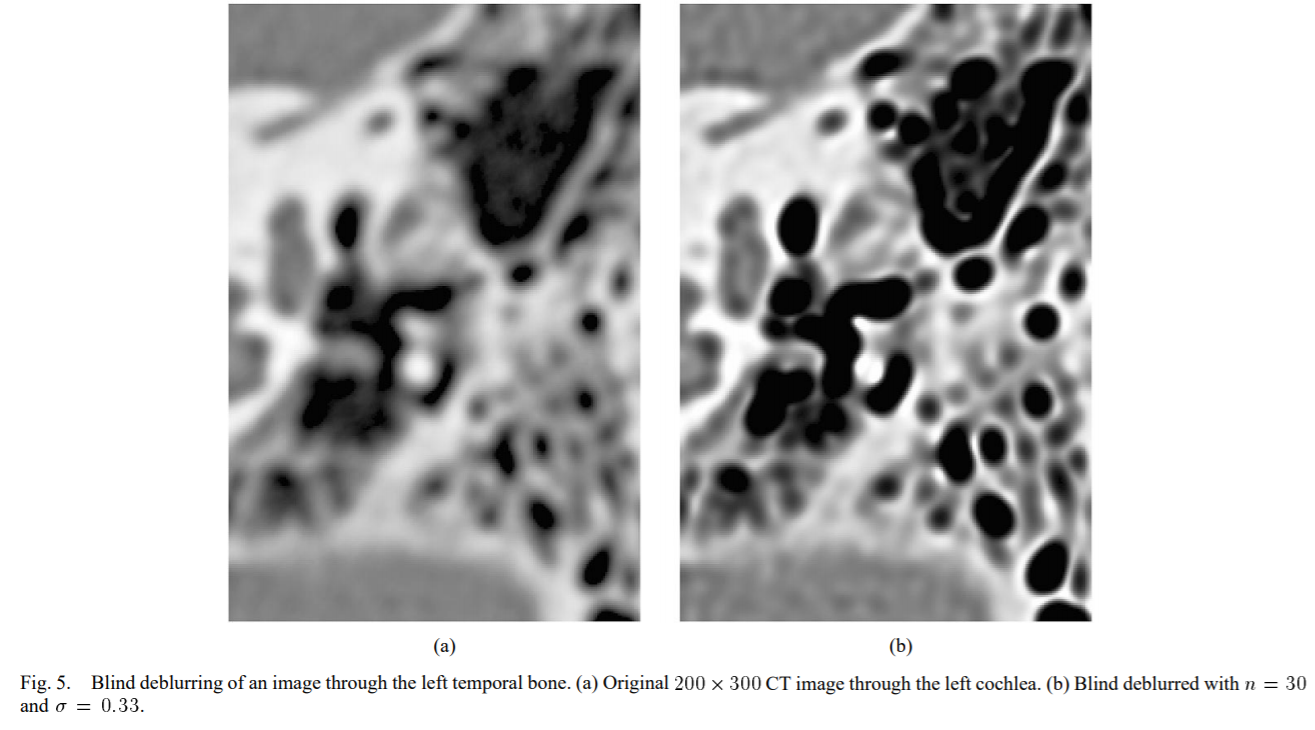 (a) (b)
Fig. 5. Blind deblurring of an image through the left temporal bone. (a) Original 200 × 300 CT image through the left cochlea. (b) Blind deblurred with n = 30
and σ = 0.33.